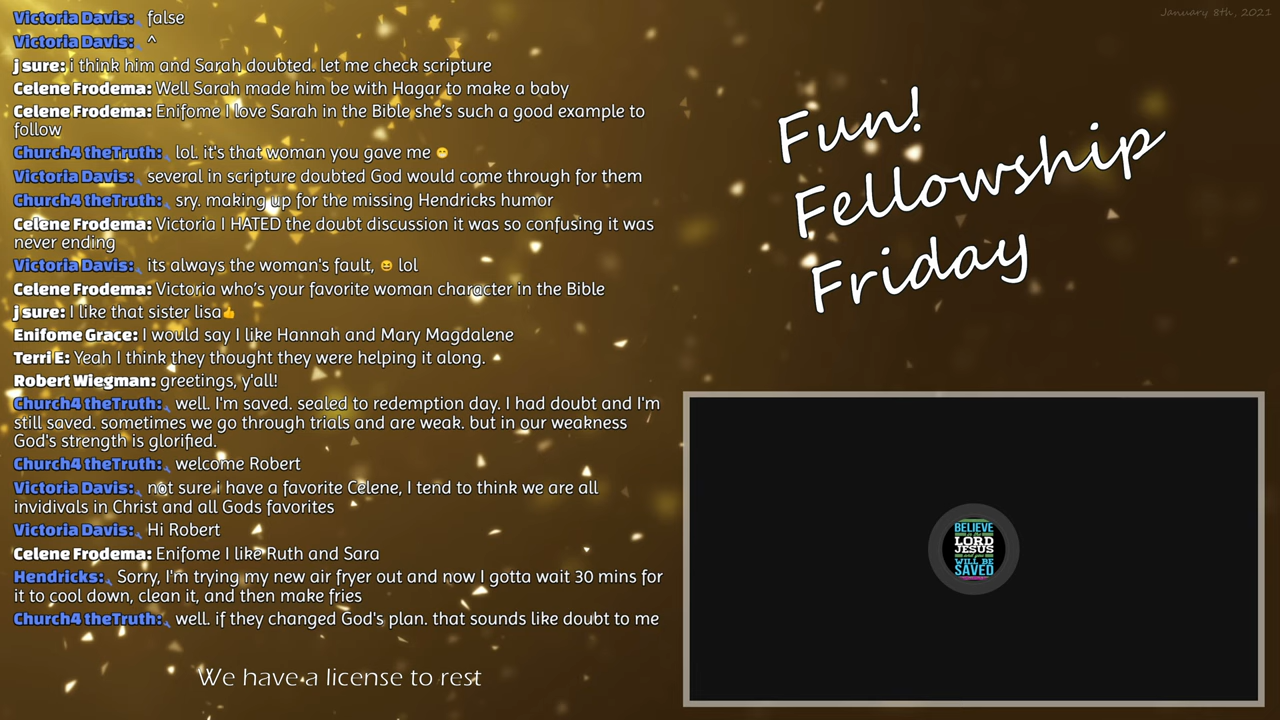 Victoria Davis: false
Victoria Davis: ^
j sure: i think him and Sarah doubted. let me check scripture
Celene Frodema: Well Sarah made him be with Hagar to make a baby
Celene Frodema: Enifome I love Sarah in the Bible she's such a good example to
follow
Church4 theTruth: lol. it's that woman you gave me 😁
Victoria Davis: several in scripture doubted God would come through for them
Church4 theTruth: sry. making up for the missing Hendricks humor
Celene Frodema: Victoria I HATED the doubt discussion it was so confusing it was
never ending
Victoria Davis: its always the woman's fault, 😆 lol
Celene Frodema: Victoria who's your favorite woman character in the Bible
j sure: I like that sister lisa👍
Enifome Grace: I would say I like Hannah and Mary Magdalene
Terri E: Yeah I think they thought they were helping it along.
Robert Wiegman: greetings, y'all!
Church4 theTruth: well. I'm saved. sealed to redemption day. I had doubt and I'm
still saved. sometimes we go through trials and are weak. but in our weakness
God's strength is glorified.
Church4 theTruth: welcome Robert
Victoria Davis: not sure i have a favorite Celene, I tend to think we are all
invidivals in Christ and all Gods favorites
Victoria Davis: Hi Robert
Celene Frodema: Enifome I like Ruth and Sara
Hendricks: Sorry, I'm trying my new air fryer out and now I gotta wait 30 mins for
it to cool down, clean it, and then make fries
Church4 theTruth: well. if they changed God's plan. that sounds like doubt to me
We have a license to rest
January 8th, 2021
Fun!
Fellowship
Friday
BELIEVE
LORD
JESUS
WILL BE
SAVED